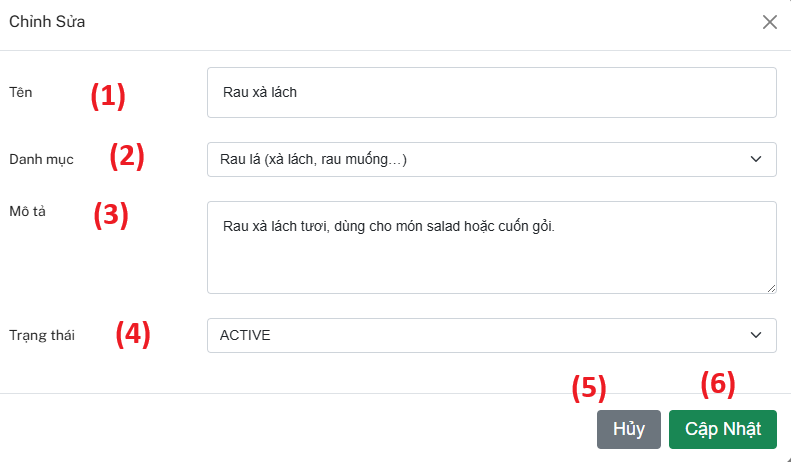 Chỉnh Sửa
Tên (1) Rau xà lách
Danh mục (2) Rau lá (xà lách, rau muống...)
Mô tả (3) Rau xà lách tươi, dùng cho món salad hoặc cuốn gỏi.
Trạng thái (4) ACTIVE
(5) (6)
Hủy Cập Nhật